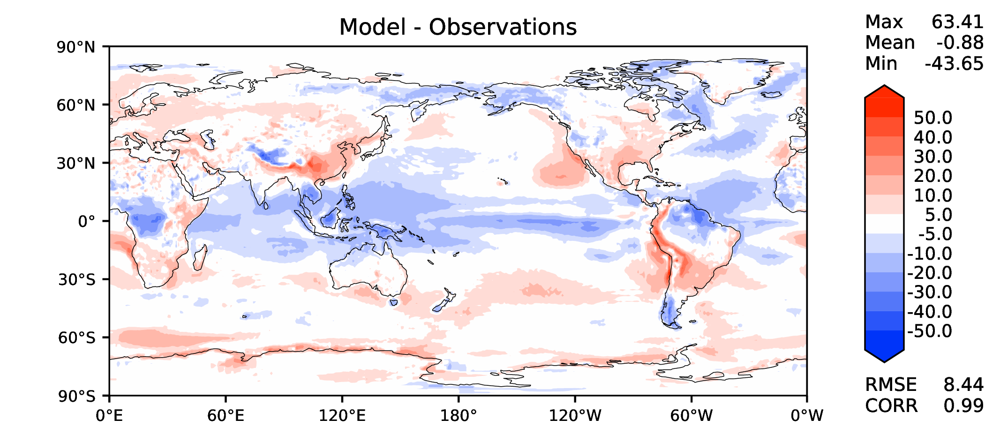 Model - Observations
Max 63.41
Mean -0.88
Min -43.65
90°N
60°N
30°N
0°
30°S
60°S
90°S
0°E 60°E 120°E 180° 120°W 60°W 0°W
50.0
40.0
30.0
20.0
10.0
5.0
-5.0
-10.0
-20.0
-30.0
-40.0
-50.0
RMSE 8.44
CORR 0.99